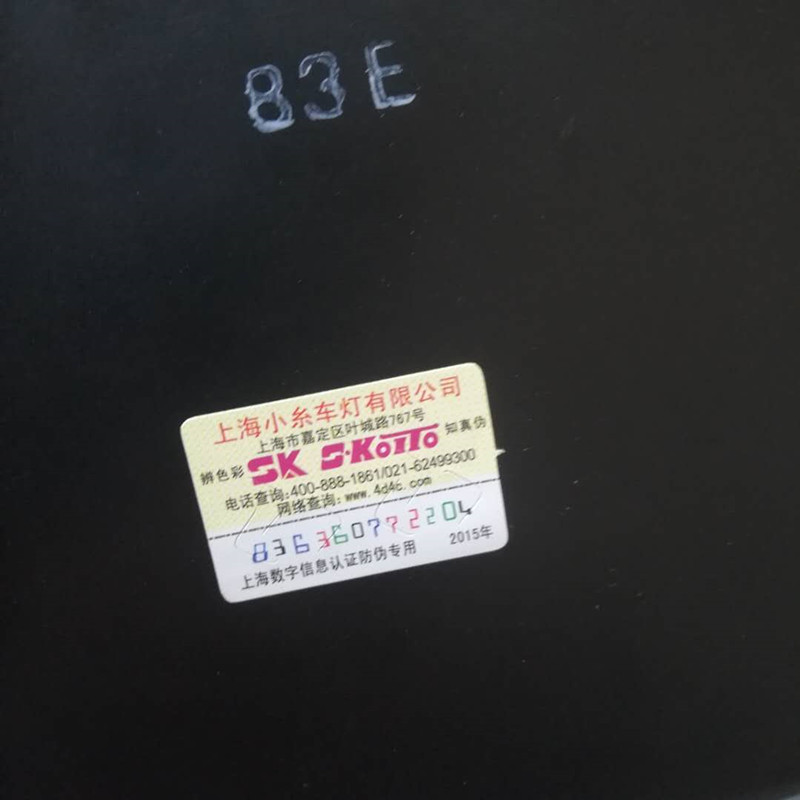 83E
上海小糸车灯有限公司
上海市嘉定区叶城路767号
辨色彩 SK S·KOITO 知真伪
电话查询:400-888-1861/021-62499300
网络查询: www.4d4c.com
836360772204
上海数字信息认证防伪专用 2015年